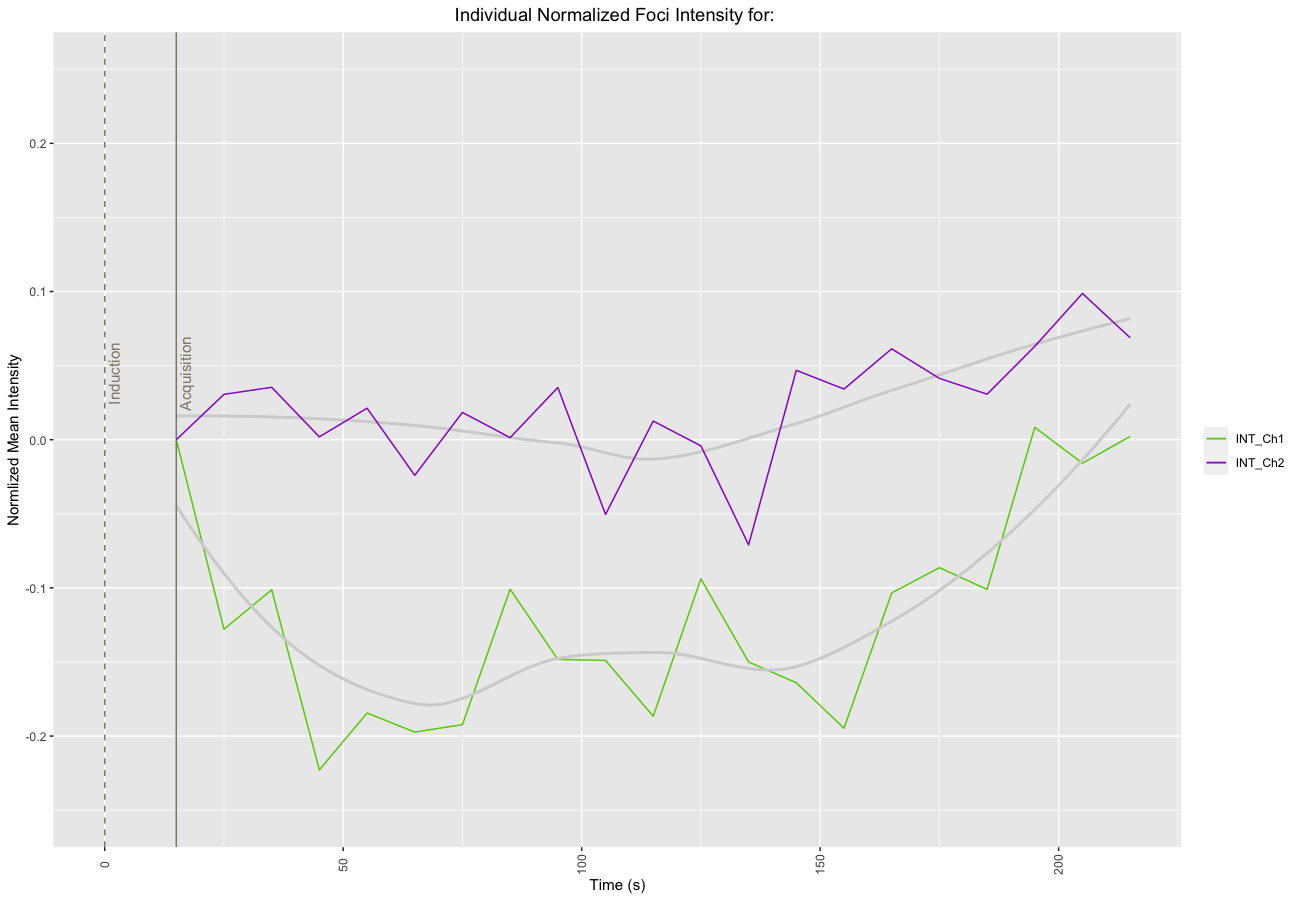 Individual Normalized Foci Intensity for:
Normlized Mean Intensity
0.2
0.1
0.0
-0.1
-0.2
Induction
Acquisition
0
50
100
150
200
Time (s)
INT_Ch1
INT_Ch2